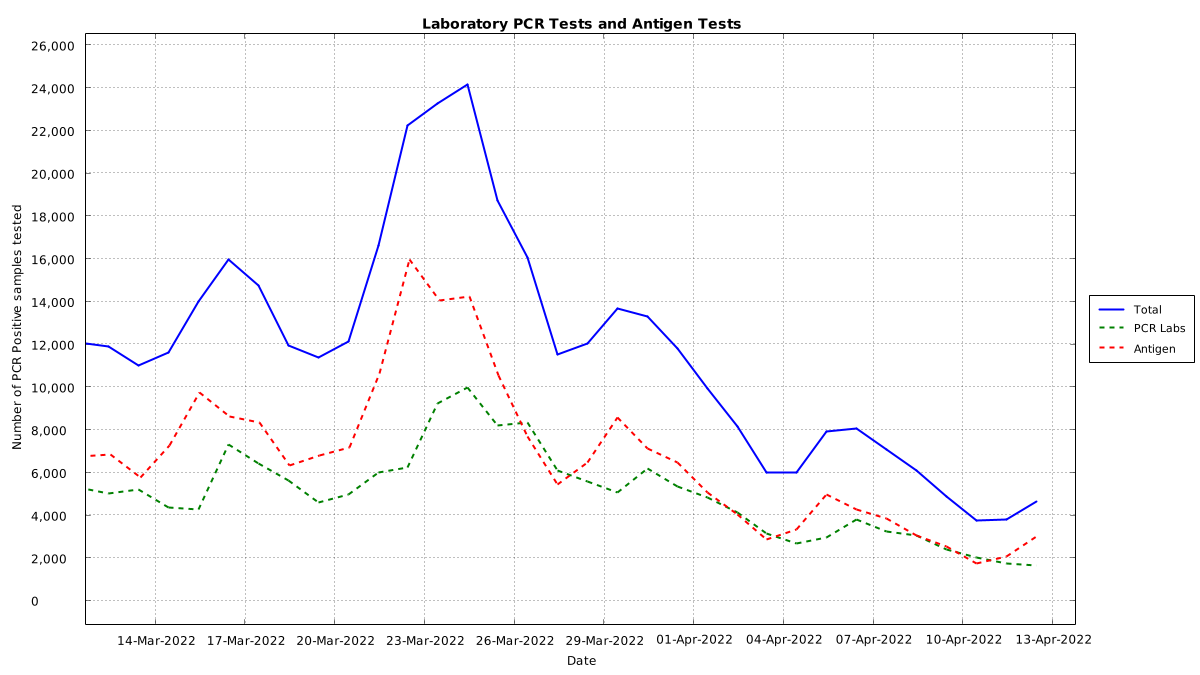 Laboratory PCR Tests and Antigen Tests
Number of PCR Positive samples tested
26,000
24,000
22,000
20,000
18,000
16,000
14,000
12,000
10,000
8,000
6,000
4,000
2,000
0
14-Mar-2022 17-Mar-2022 20-Mar-2022 23-Mar-2022 26-Mar-2022 29-Mar-2022 01-Apr-2022 04-Apr-2022 07-Apr-2022 10-Apr-2022 13-Apr-2022
Date
Total
PCR Labs
Antigen